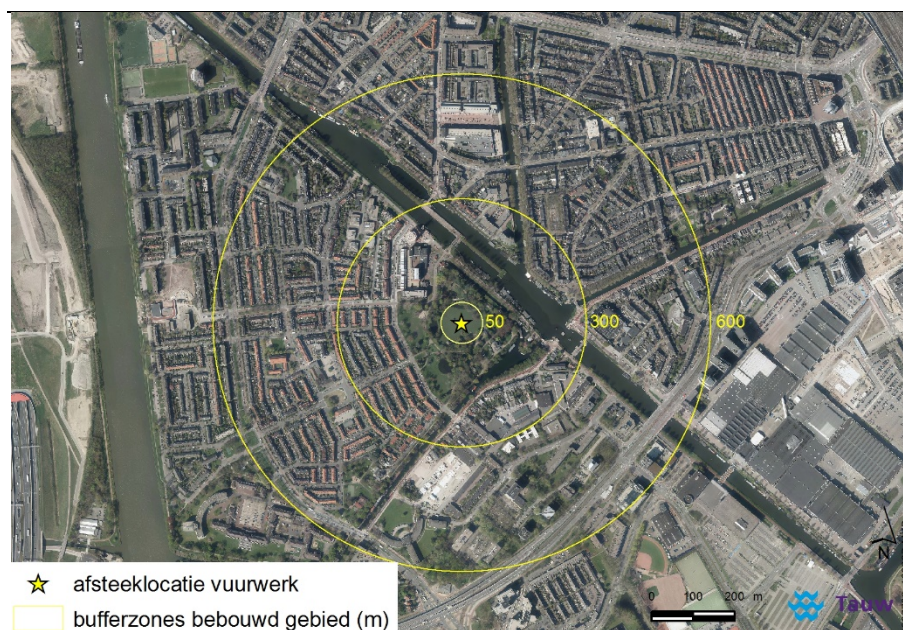 50
300
600
N
afsteeklocatie vuurwerk
bufferzones bebouwd gebied (m)
0 100 200 m
Tauw